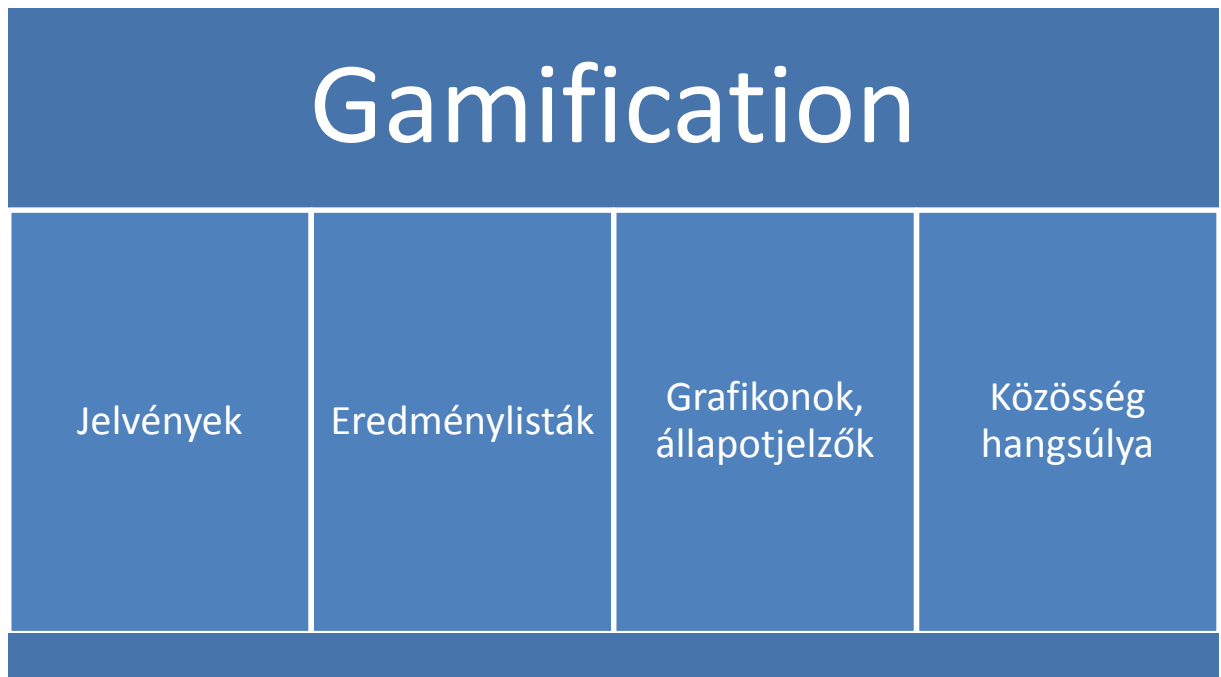 Gamification
Jelvények
Eredménylisták
Grafikonok,
állapotjelzők
Közösség
hangsúlya